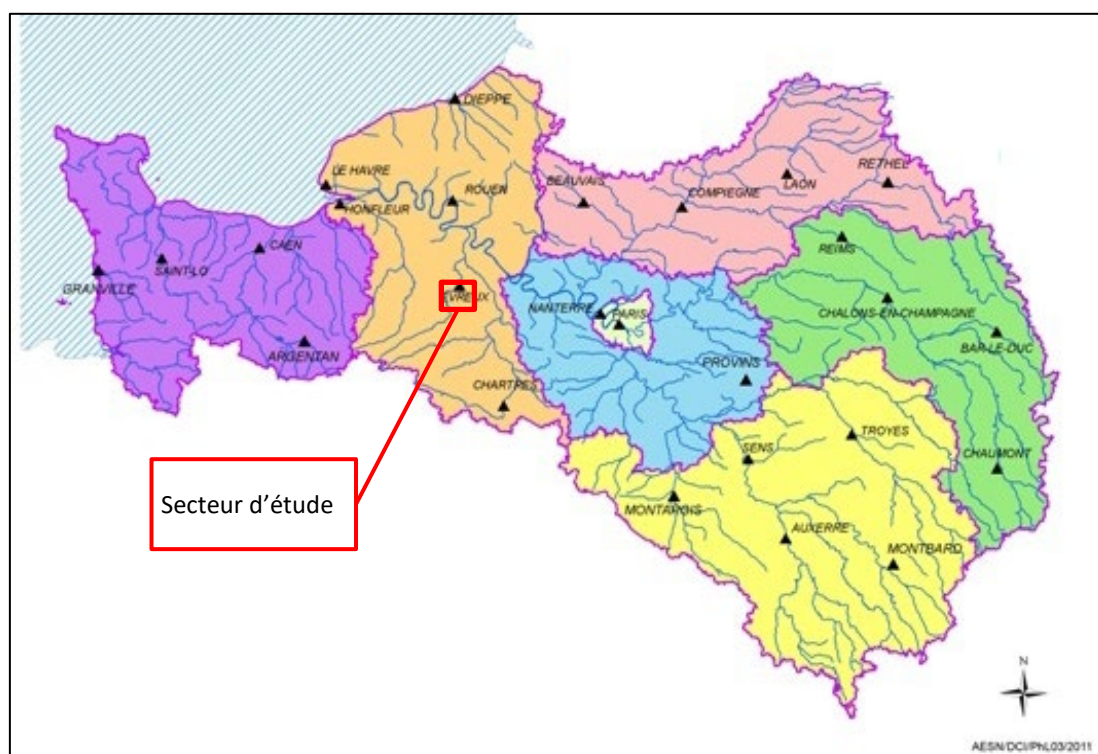 DIEPPE
LE HAVRE
ROUEN
HONFLEUR
BEAUVAIS
COMPIEGNE
LAON
RETHEL
CAEN
SAINT-LO
GRANVILLE
REIMS
EVREUX
NANTERRE
PARIS
CHALONS-EN-CHAMPAGNE
BAR-LE-DUC
ARGENTAN
PROVINS
CHARTRES
TROYES
SENS
CHAUMONT
Secteur d’étude
MONTARGIS
AUXERRE
MONTBARD
N
AESN/DCI/PhL03/2011